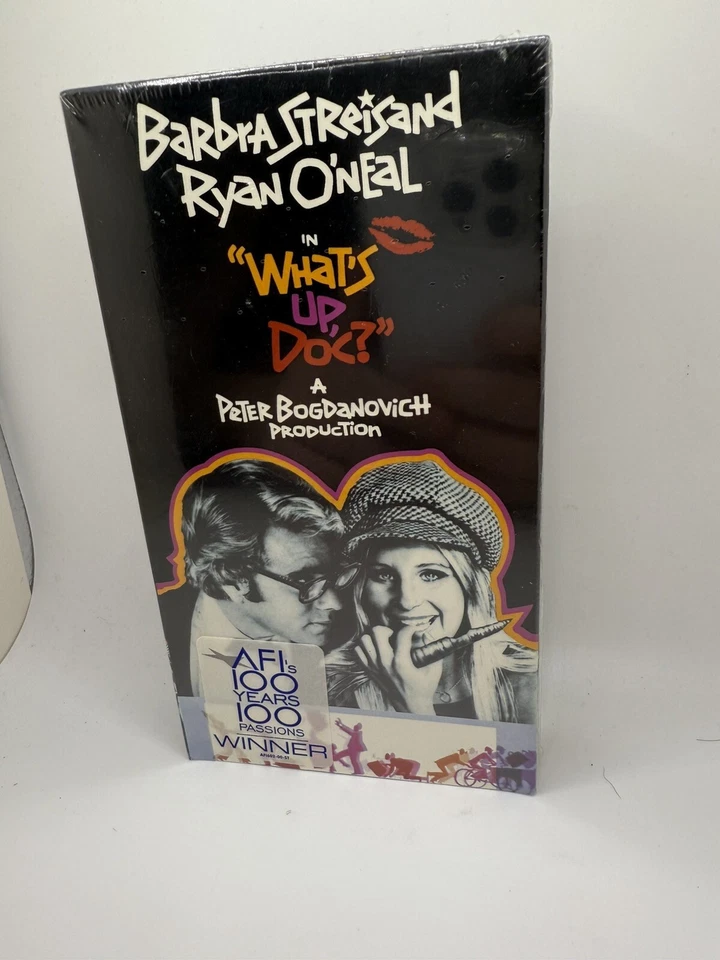 Barbra Streisand
Ryan O'Neal
IN
"What's
Up,
Doc?"
A
Peter Bogdanovich
Production
AFI's
100
YEARS
100
PASSIONS
WINNER